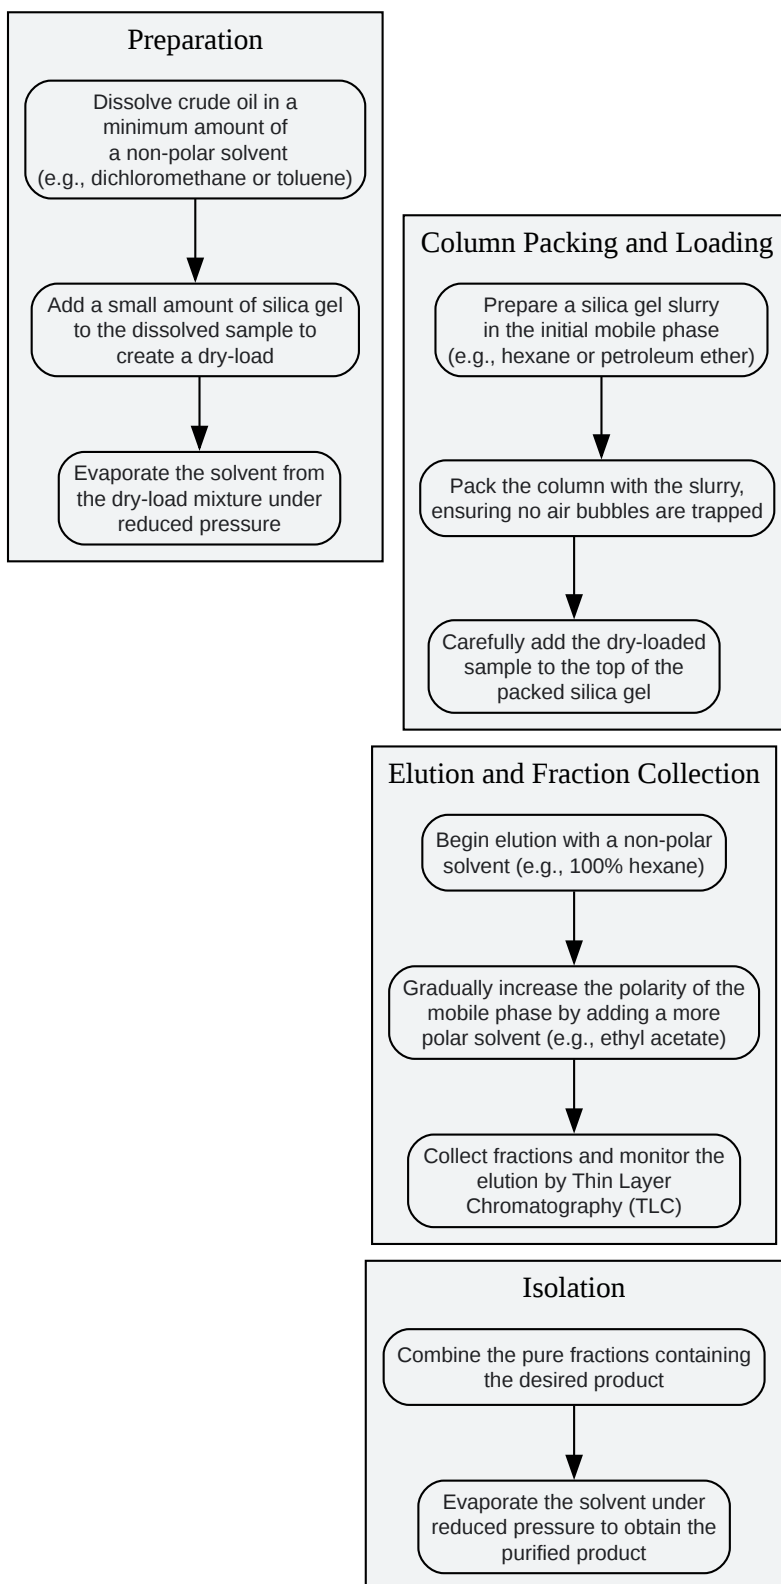 Preparation
Dissolve crude oil in a
minimum amount of
a non-polar solvent
(e.g., dichloromethane or toluene)
Add a small amount of silica gel
to the dissolved sample to
create a dry-load
Evaporate the solvent from
the dry-load mixture under
reduced pressure
Column Packing and Loading
Prepare a silica gel slurry
in the initial mobile phase
(e.g., hexane or petroleum ether)
Pack the column with the slurry,
ensuring no air bubbles are trapped
Carefully add the dry-loaded
sample to the top of the
packed silica gel
Elution and Fraction Collection
Begin elution with a non-polar
solvent (e.g., 100% hexane)
Gradually increase the polarity of the
mobile phase by adding a more
polar solvent (e.g., ethyl acetate)
Collect fractions and monitor the
elution by Thin Layer
Chromatography (TLC)
Isolation
Combine the pure fractions containing
the desired product
Evaporate the solvent under
reduced pressure to obtain the
purified product